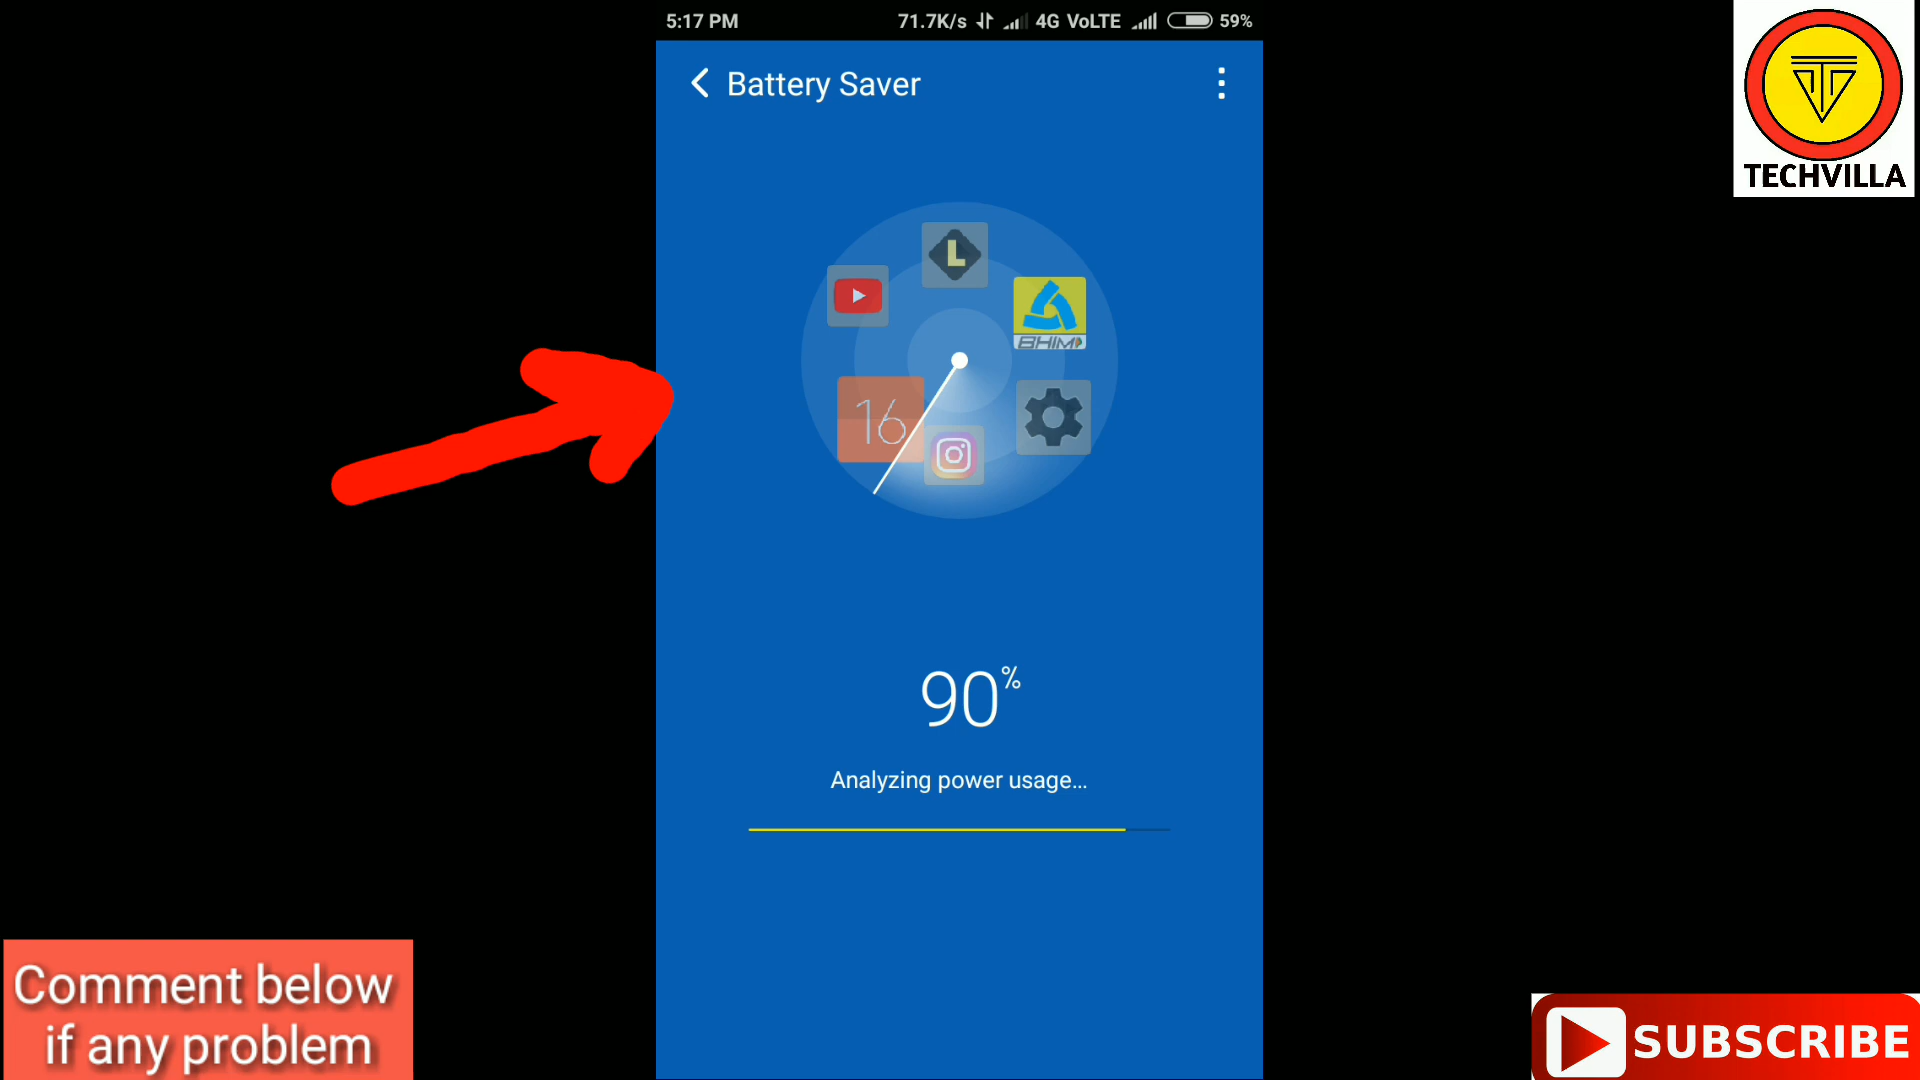 5:17 PM 71.7K/s 4G VoLTE 59%
Battery Saver
TECHVILLA
L
BHIM
16
90%
Analyzing power usage...
Comment below
if any problem
SUBSCRIBE